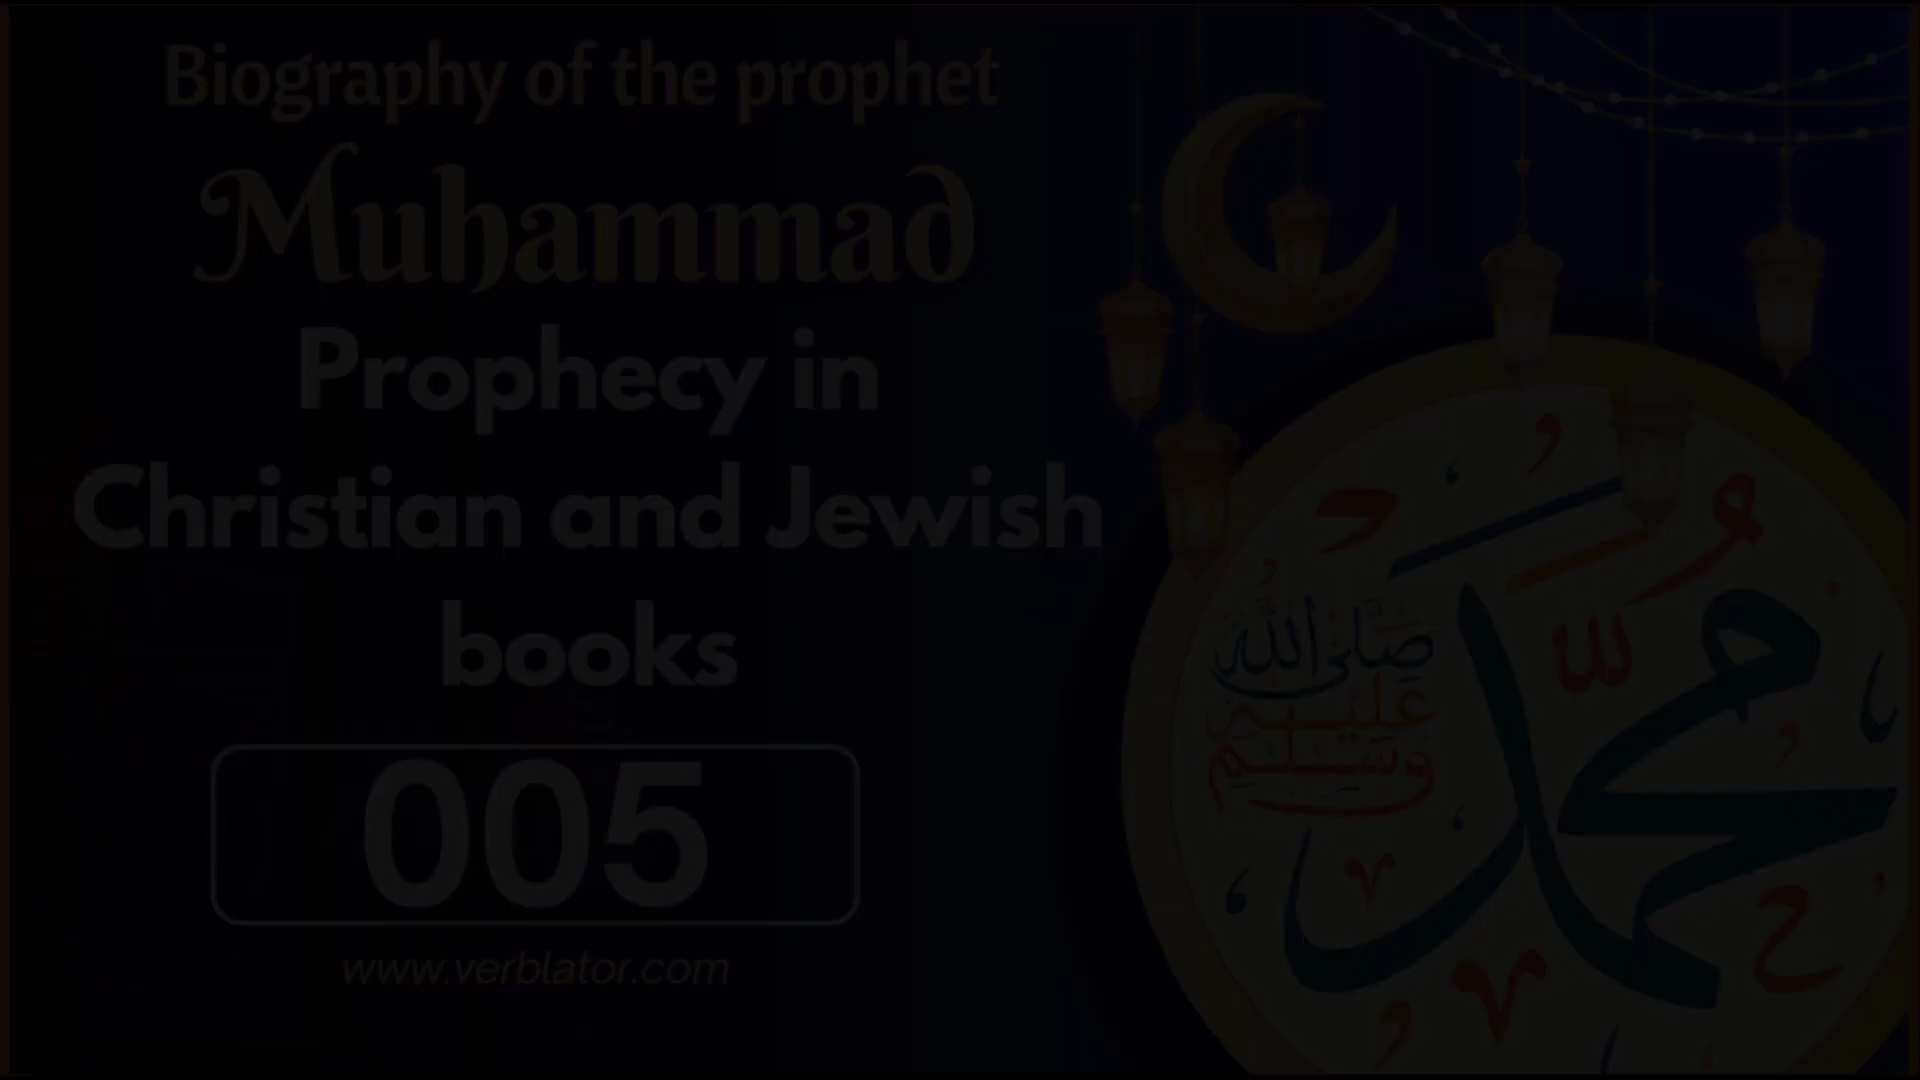 Biography of the prophet
Muhammad
Prophecy in
Christian and Jewish
books
005
www.verblator.com
محمد
صلى الله
عليه
وسلم